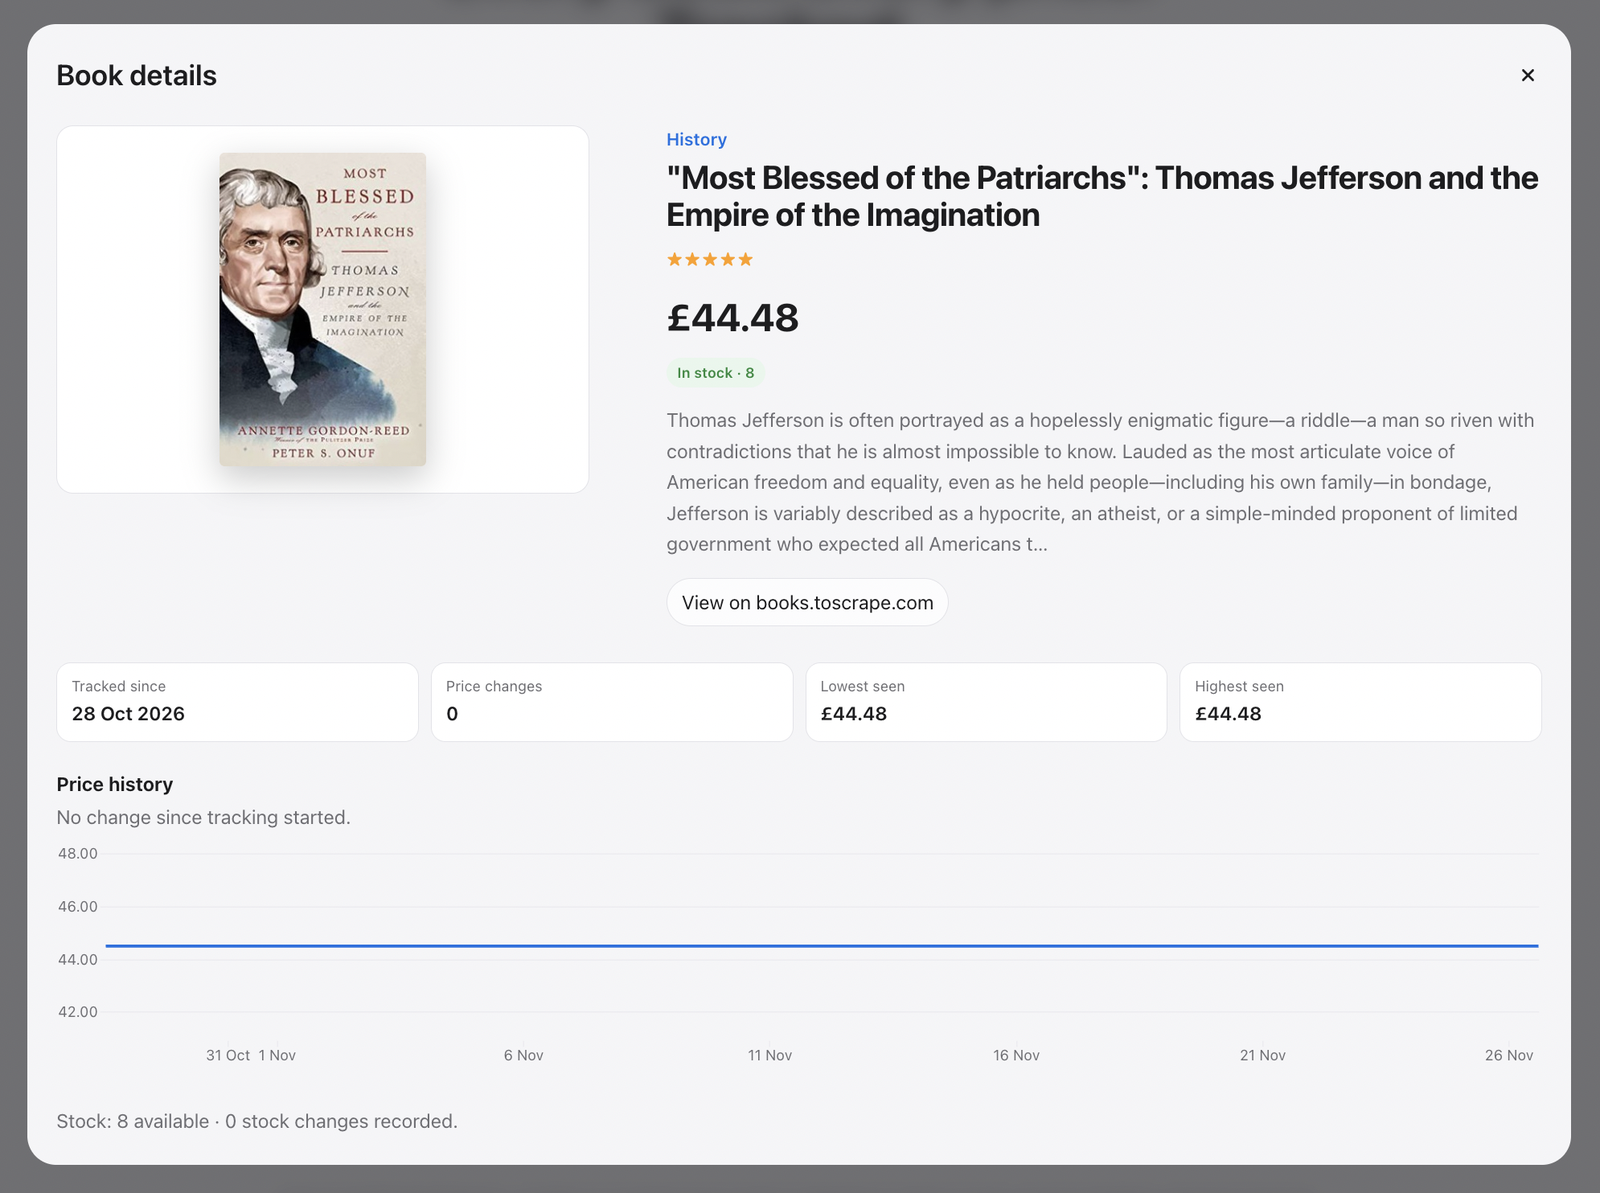 Book details
✕
MOST
BLESSED
of the
PATRIARCHS
THOMAS
JEFFERSON
and the
EMPIRE OF THE
IMAGINATION
ANNETTE GORDON-REED
Winner of THE PULITZER PRIZE
PETER S. ONUF
History
"Most Blessed of the Patriarchs": Thomas Jefferson and the
Empire of the Imagination
£44.48
In stock · 8
Thomas Jefferson is often portrayed as a hopelessly enigmatic figure—a riddle—a man so riven with
contradictions that he is almost impossible to know. Lauded as the most articulate voice of
American freedom and equality, even as he held people—including his own family—in bondage,
Jefferson is variably described as a hypocrite, an atheist, or a simple-minded proponent of limited
government who expected all Americans t...
View on books.toscrape.com
Tracked since
28 Oct 2026
Price changes
0
Lowest seen
£44.48
Highest seen
£44.48
Price history
No change since tracking started.
48.00
46.00
44.00
42.00
31 Oct 1 Nov 6 Nov 11 Nov 16 Nov 21 Nov 26 Nov
Stock: 8 available · 0 stock changes recorded.